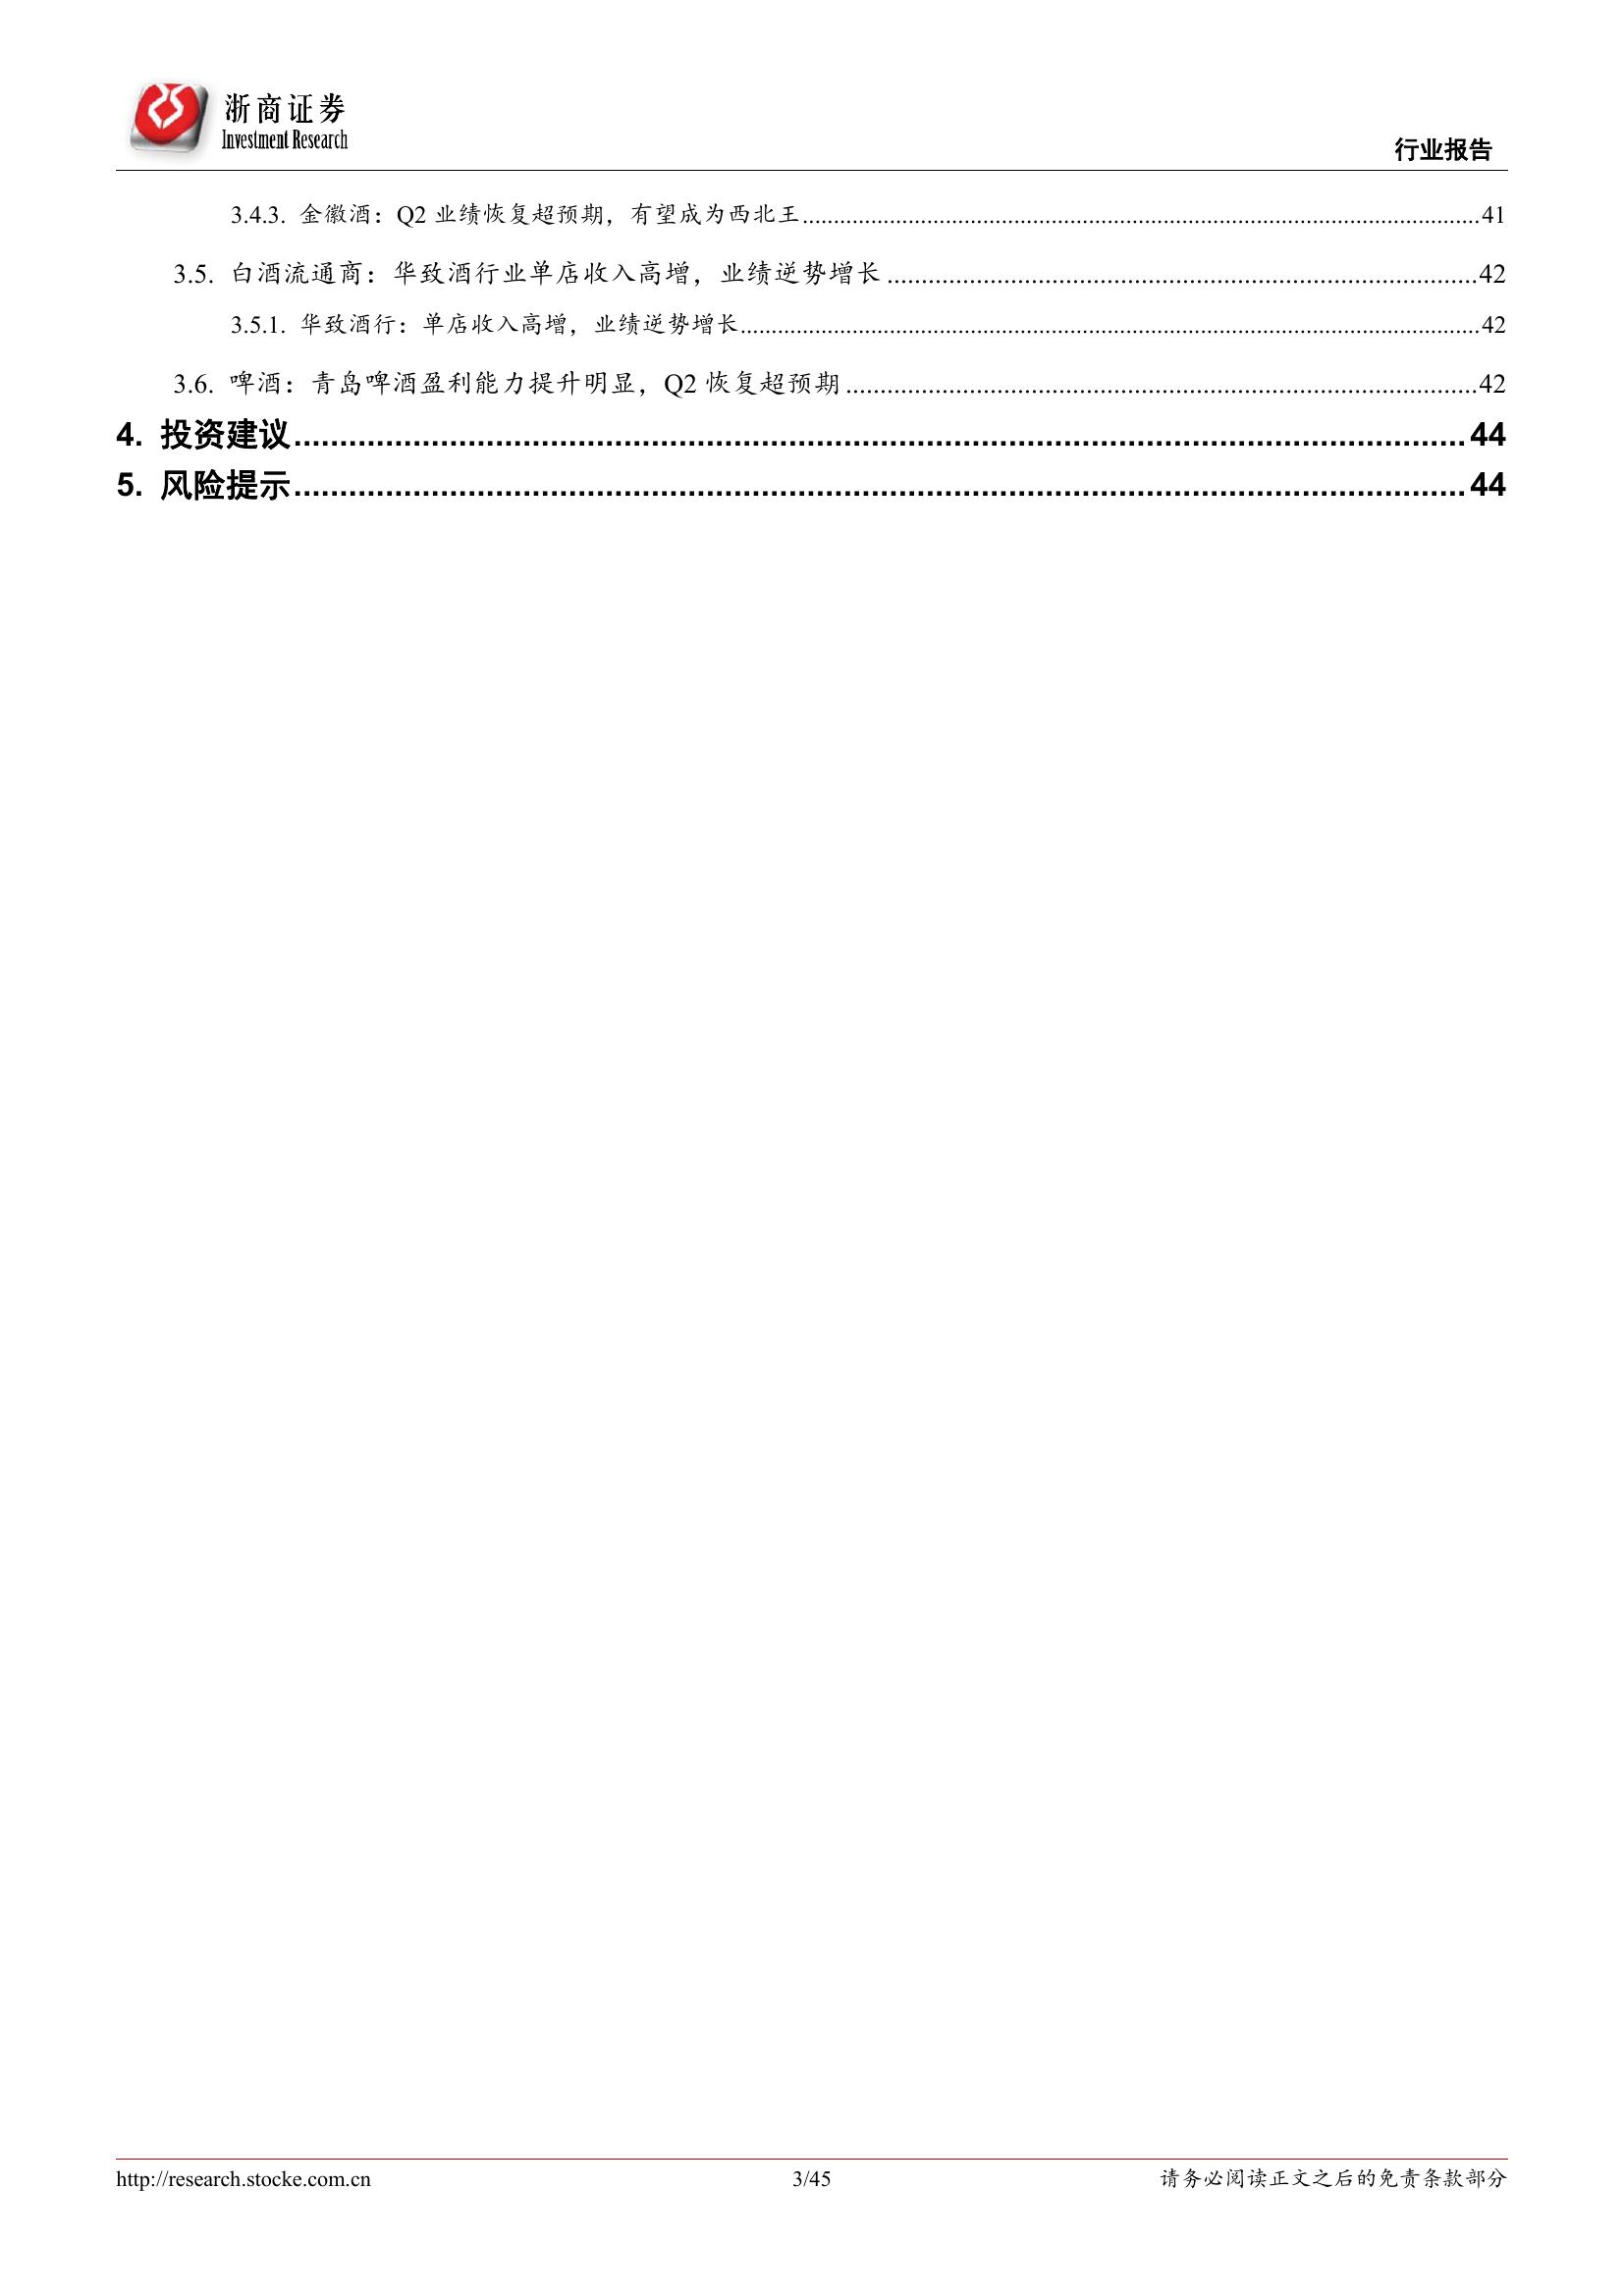 浙商证券
Investment Research
行业报告
3.4.3. 金徽酒：Q2 业绩恢复超预期，有望成为西北王 41
3.5. 白酒流通商：华致酒行业单店收入高增，业绩逆势增长 42
3.5.1. 华致酒行：单店收入高增，业绩逆势增长 42
3.6. 啤酒：青岛啤酒盈利能力提升明显，Q2 恢复超预期 42
4. 投资建议 44
5. 风险提示 44
http://research.stocke.com.cn 3/45 请务必阅读正文之后的免责条款部分